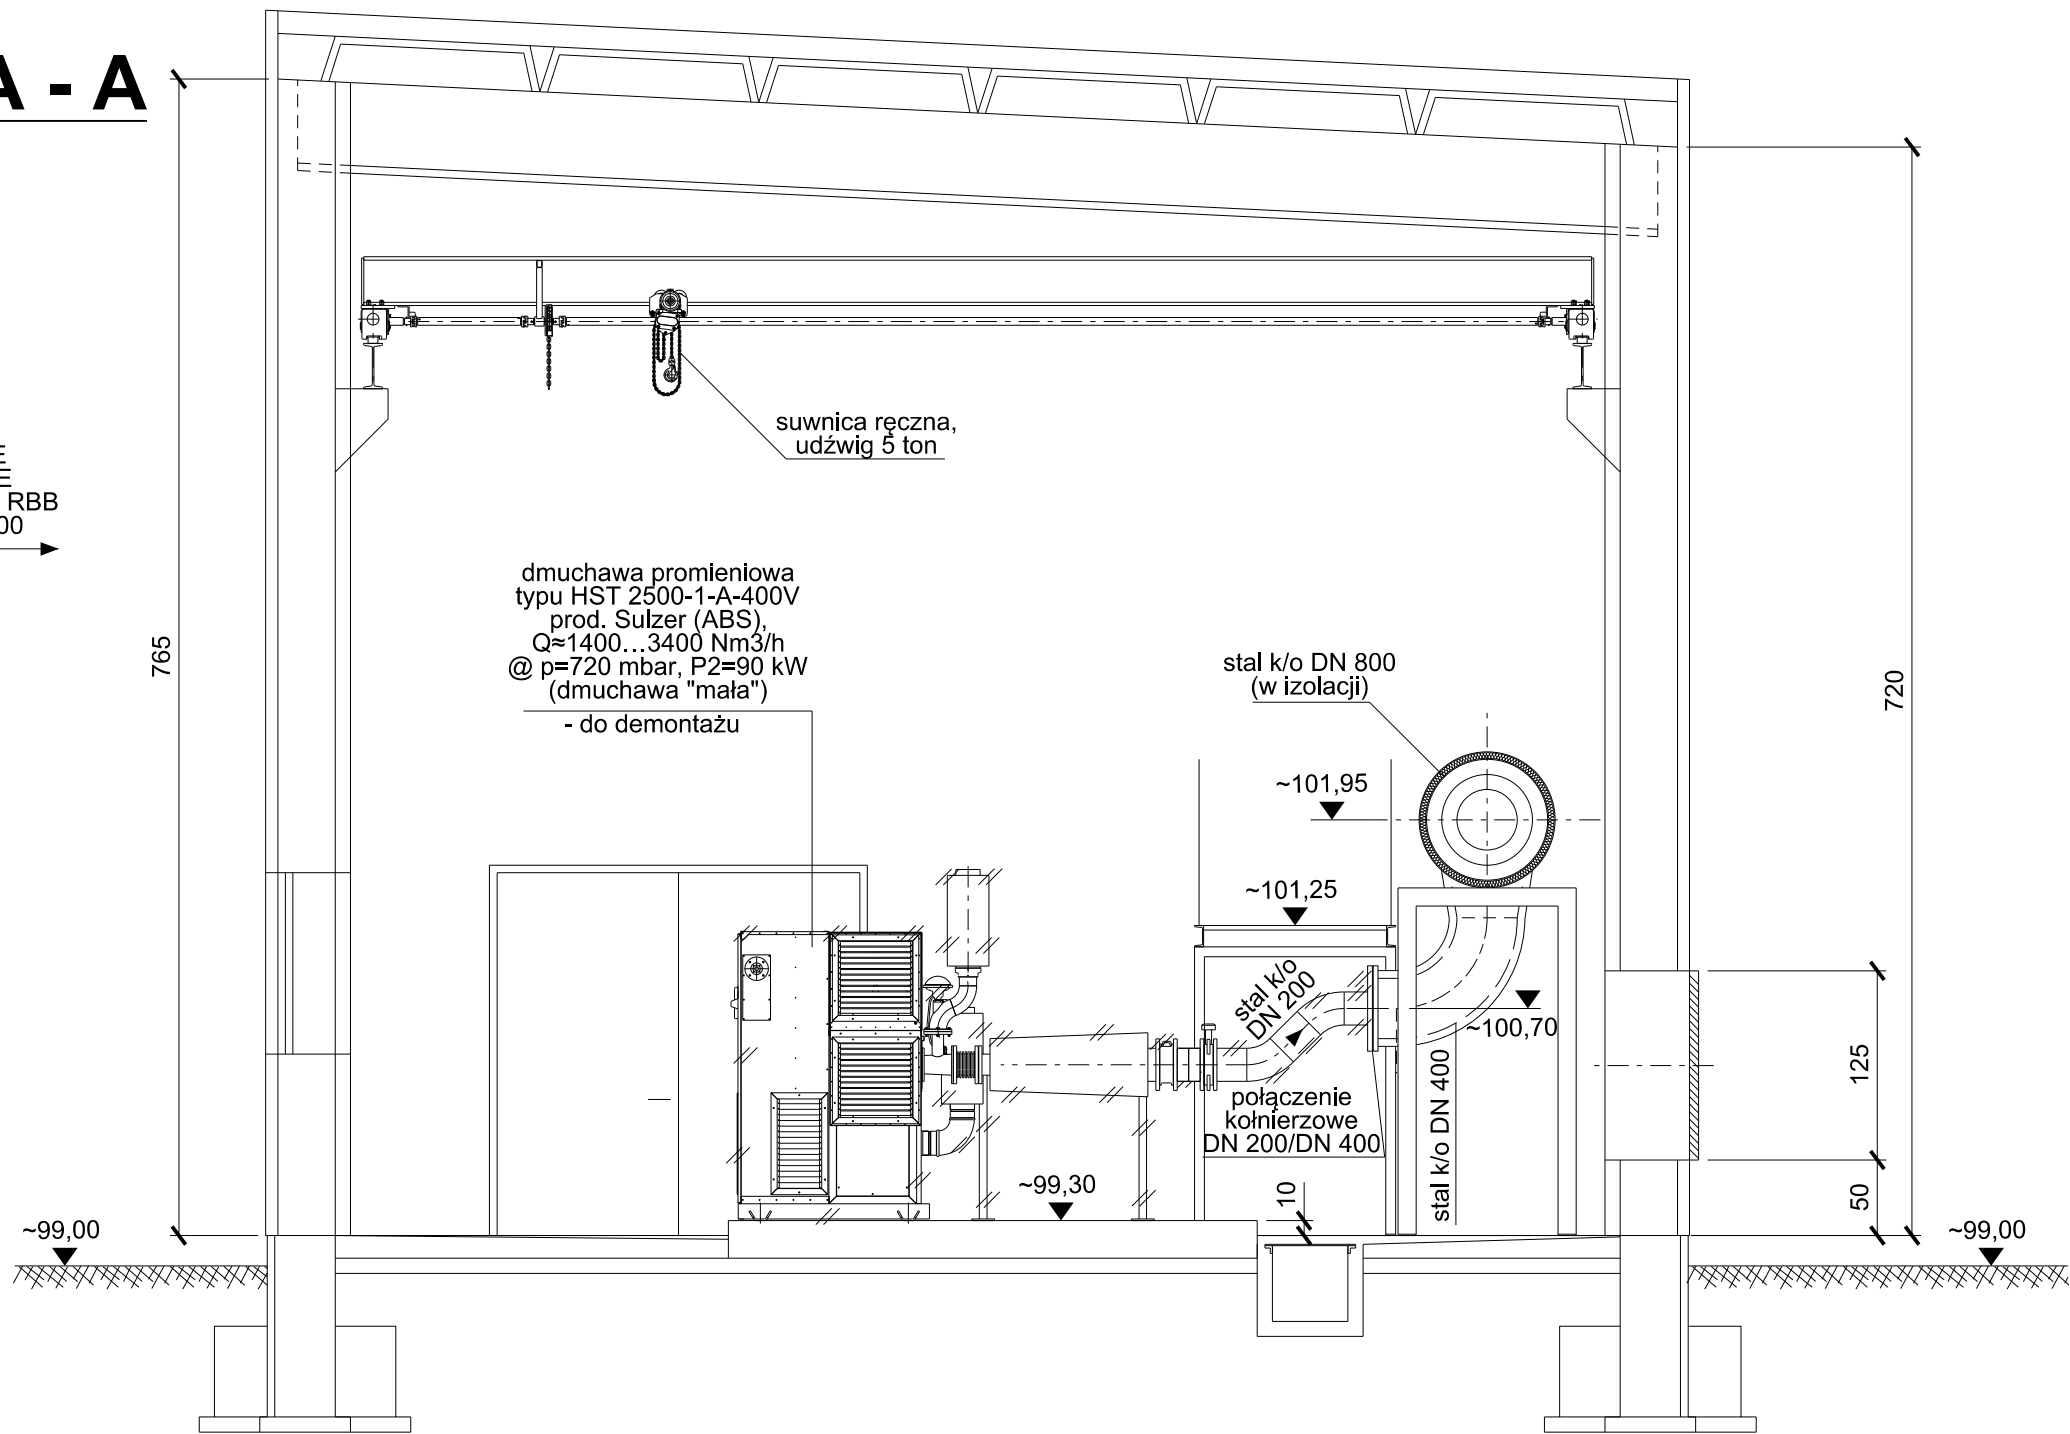 A - A
E
E
RBB
00
765
suwnica ręczna,
udźwig 5 ton
dmuchawa promieniowa
typu HST 2500-1-A-400V
prod. Sulzer (ABS),
Q≈1400...3400 Nm3/h
@ p=720 mbar, P2=90 kW
(dmuchawa "mała")
- do demontażu
stal k/o DN 800
(w izolacji)
720
~101,95
~101,25
stal k/o
DN 200
~100,70
125
połączenie
kołnierzowe
DN 200/DN 400
stal k/o DN 400
~99,30
10
50
~99,00
~99,00